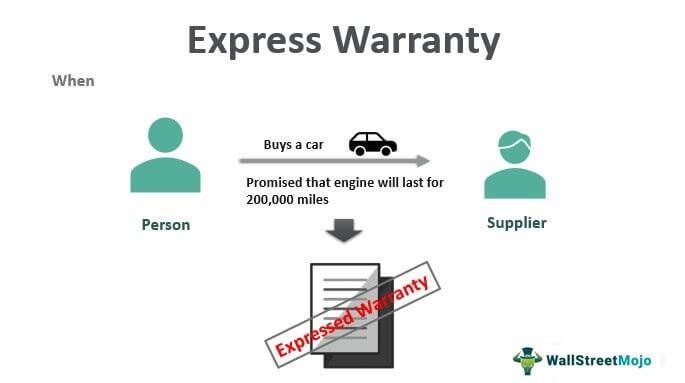 Express Warranty
When
Buys a car
Promised that engine will last for
200,000 miles
Person
Supplier
Expressed Warranty
WallStreetMojo